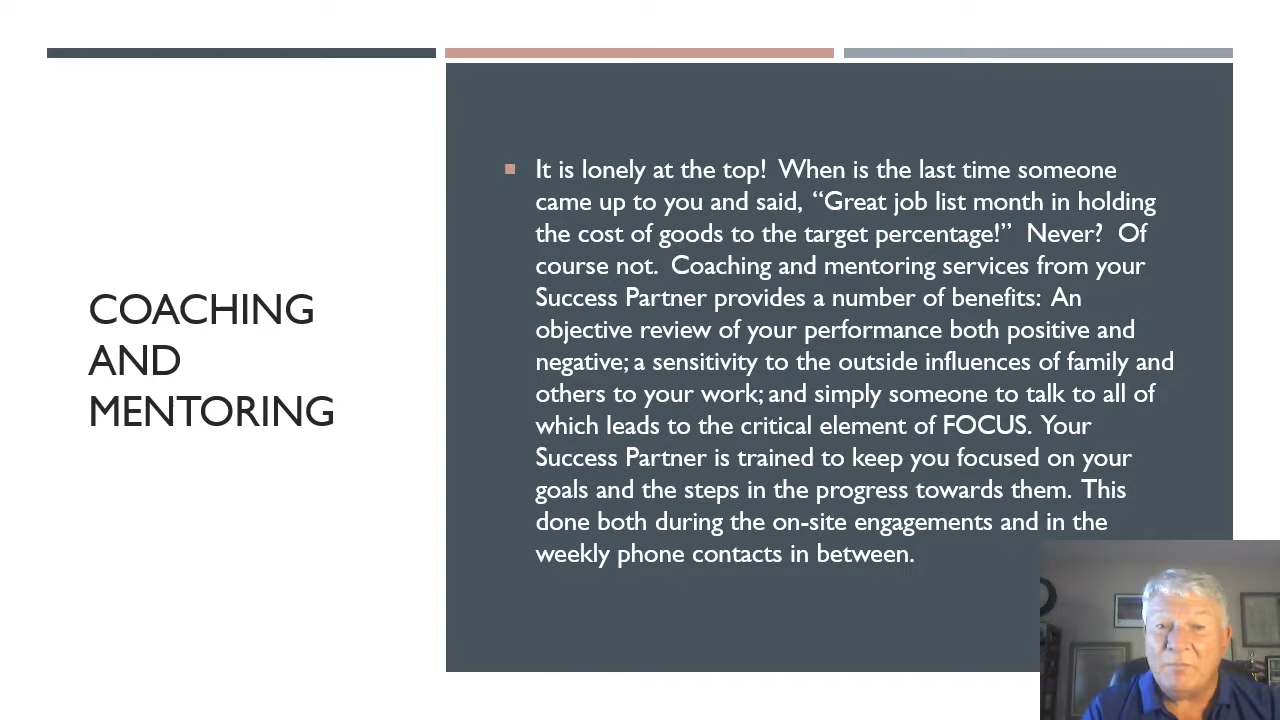 COACHING
AND
MENTORING
It is lonely at the top!  When is the last time someone
came up to you and said, “Great job list month in holding
the cost of goods to the target percentage!”  Never?  Of
course not.  Coaching and mentoring services from your
Success Partner provides a number of benefits:  An
objective review of your performance both positive and
negative; a sensitivity to the outside influences of family and
others to your work; and simply someone to talk to all of
which leads to the critical element of FOCUS.  Your
Success Partner is trained to keep you focused on your
goals and the steps in the progress towards them.  This
done both during the on-site engagements and in the
weekly phone contacts in between.